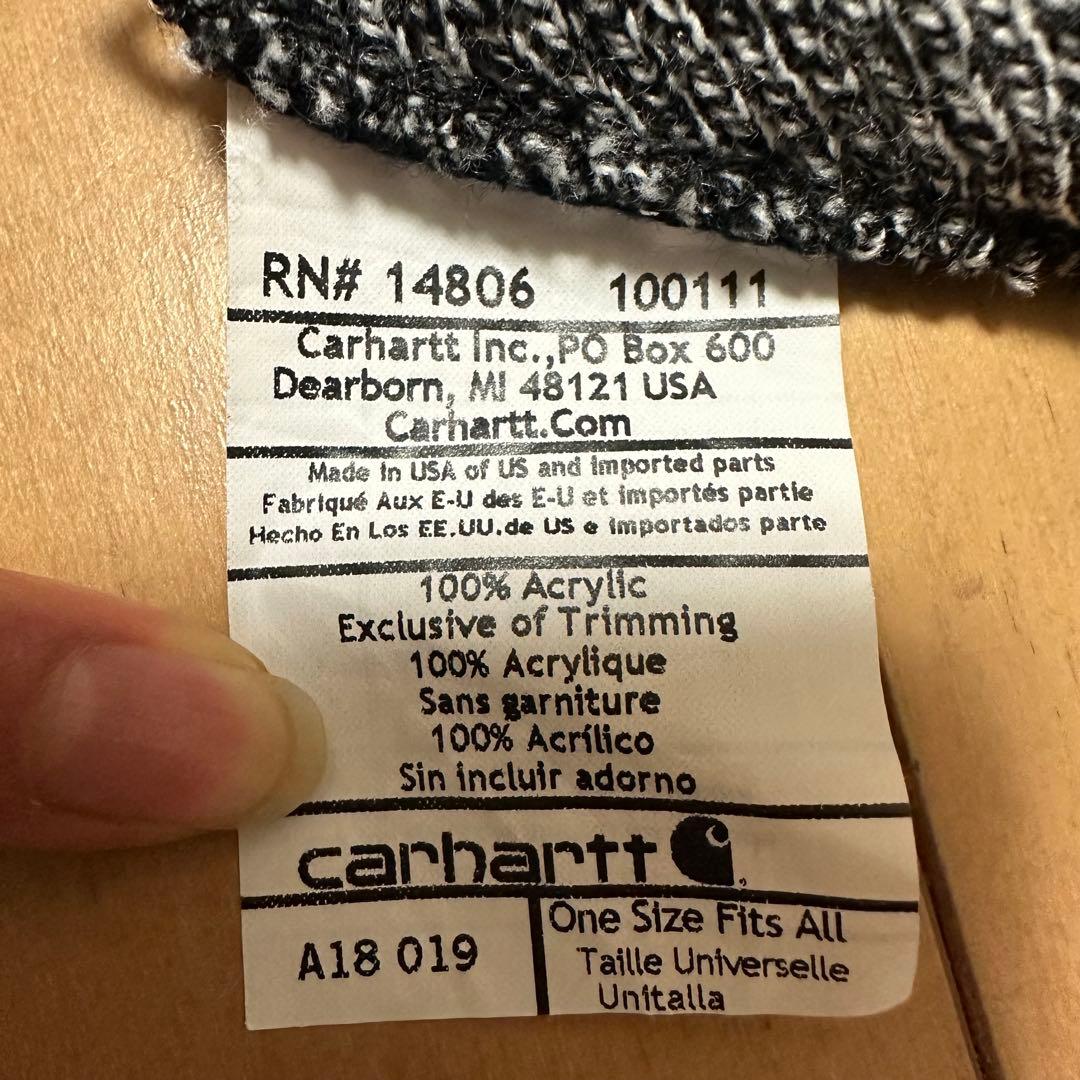 RN# 14806 100111
Carhartt Inc.,PO Box 600
Dearborn, MI 48121 USA
Carhartt.Com
Made in USA of US and imported parts
Fabriqué Aux E-U des E-U et importés partie
Hecho En Los EE.UU.de US e importados parte
100% Acrylic
Exclusive of Trimming
100% Acrylique
Sans garniture
100% Acrílico
Sin incluir adorno
carhartt
A18 019
One Size Fits All
Taille Universelle
Unitalla